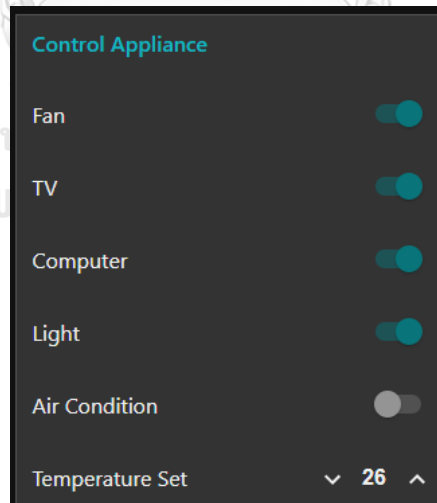 Control Appliance
Fan
TV
Computer
Light
Air Condition
Temperature Set 26